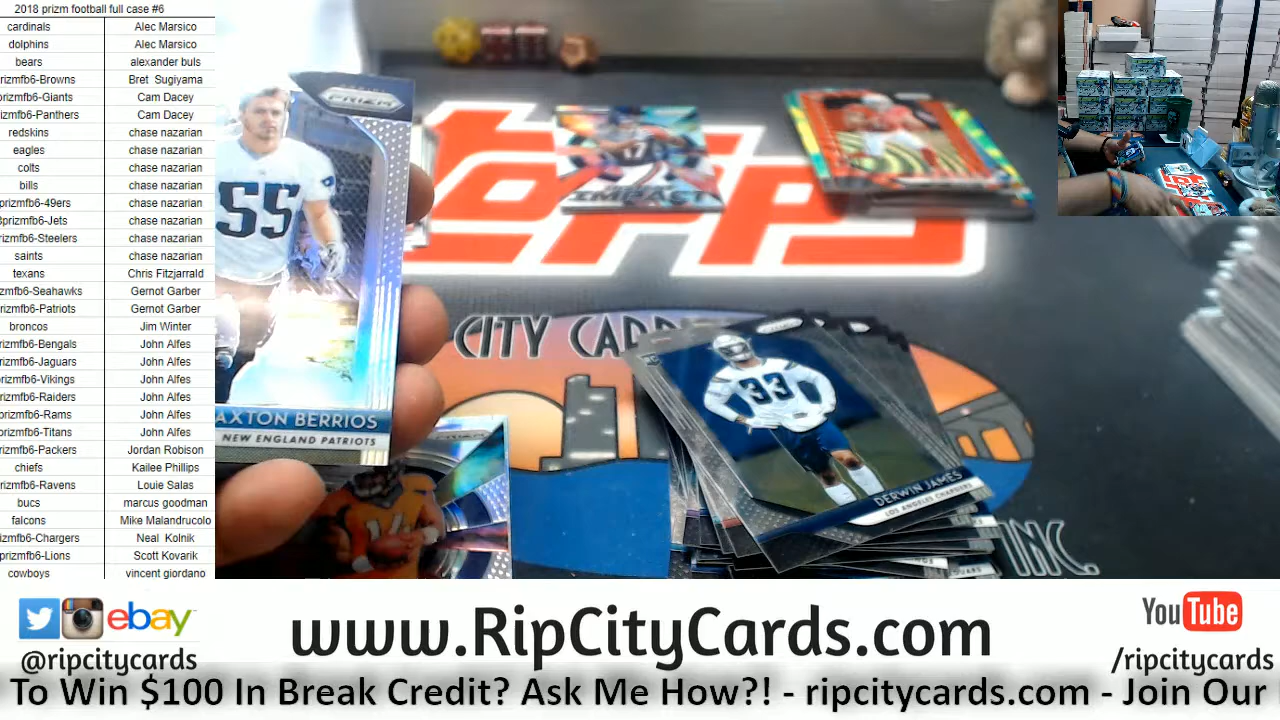 2018 prizm football full case #6
cardinals Alec Marsico
dolphins Alec Marsico
bears alexander buls
rizmfb6-Browns Bret Sugiyama
prizmfb6-Giants Cam Dacey
rizmfb6-Panthers Cam Dacey
redskins chase nazarian
eagles chase nazarian
colts chase nazarian
bills chase nazarian
prizmfb6-49ers chase nazarian
8prizmfb6-Jets chase nazarian
rizmfb6-Steelers chase nazarian
saints chase nazarian
texans Chris Fitzjarrald
izmfb6-Seahawks Gernot Garber
rizmfb6-Patriots Gernot Garber
broncos Jim Winter
rizmfb6-Bengals John Alfes
rizmfb6-Jaguars John Alfes
rizmfb6-Vikings John Alfes
rizmfb6-Raiders John Alfes
prizmfb6-Rams John Alfes
prizmfb6-Titans John Alfes
rizmfb6-Packers Jordan Robison
chiefs Kailee Phillips
rizmfb6-Ravens Louie Salas
bucs marcus goodman
falcons Mike Malandrucolo
izmfb6-Chargers Neal Kolnik
prizmfb6-Lions Scott Kovarik
cowboys vincent giordano
PRIZM
55
AXTON BERRIOS
NEW ENGLAND PATRIOTS
17
IMPACT
topps
CITY CAR
INC.
33
DERWIN JAMES
LOS ANGELES CHARGERS
ebay
@ripcitycards
www.RipCityCards.com
YouTube
/ripcitycards
To Win $100 In Break Credit? Ask Me How?! - ripcitycards.com - Join Our